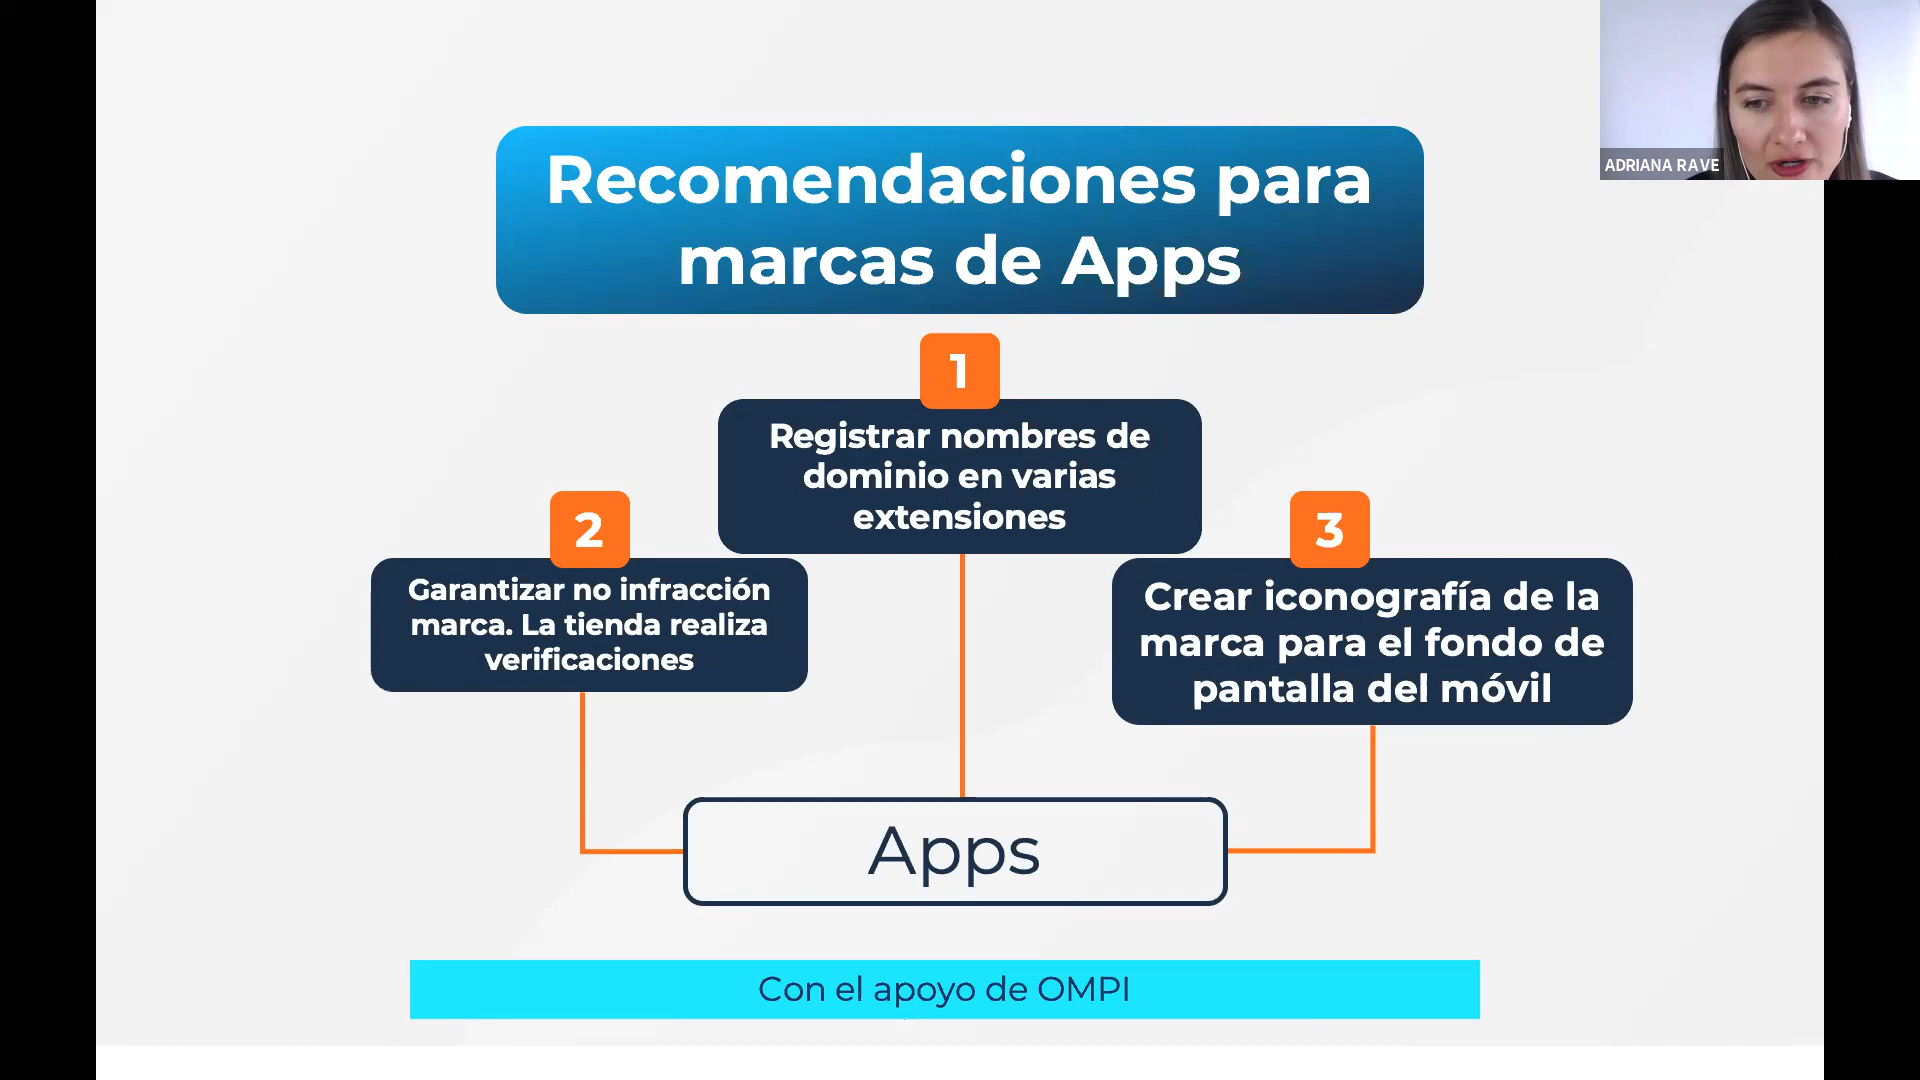 Recomendaciones para
marcas de Apps
ADRIANA RAVE
1
Registrar nombres de
dominio en varias
extensiones
2
Garantizar no infracción
marca. La tienda realiza
verificaciones
3
Crear iconografía de la
marca para el fondo de
pantalla del móvil
Apps
Con el apoyo de OMPI